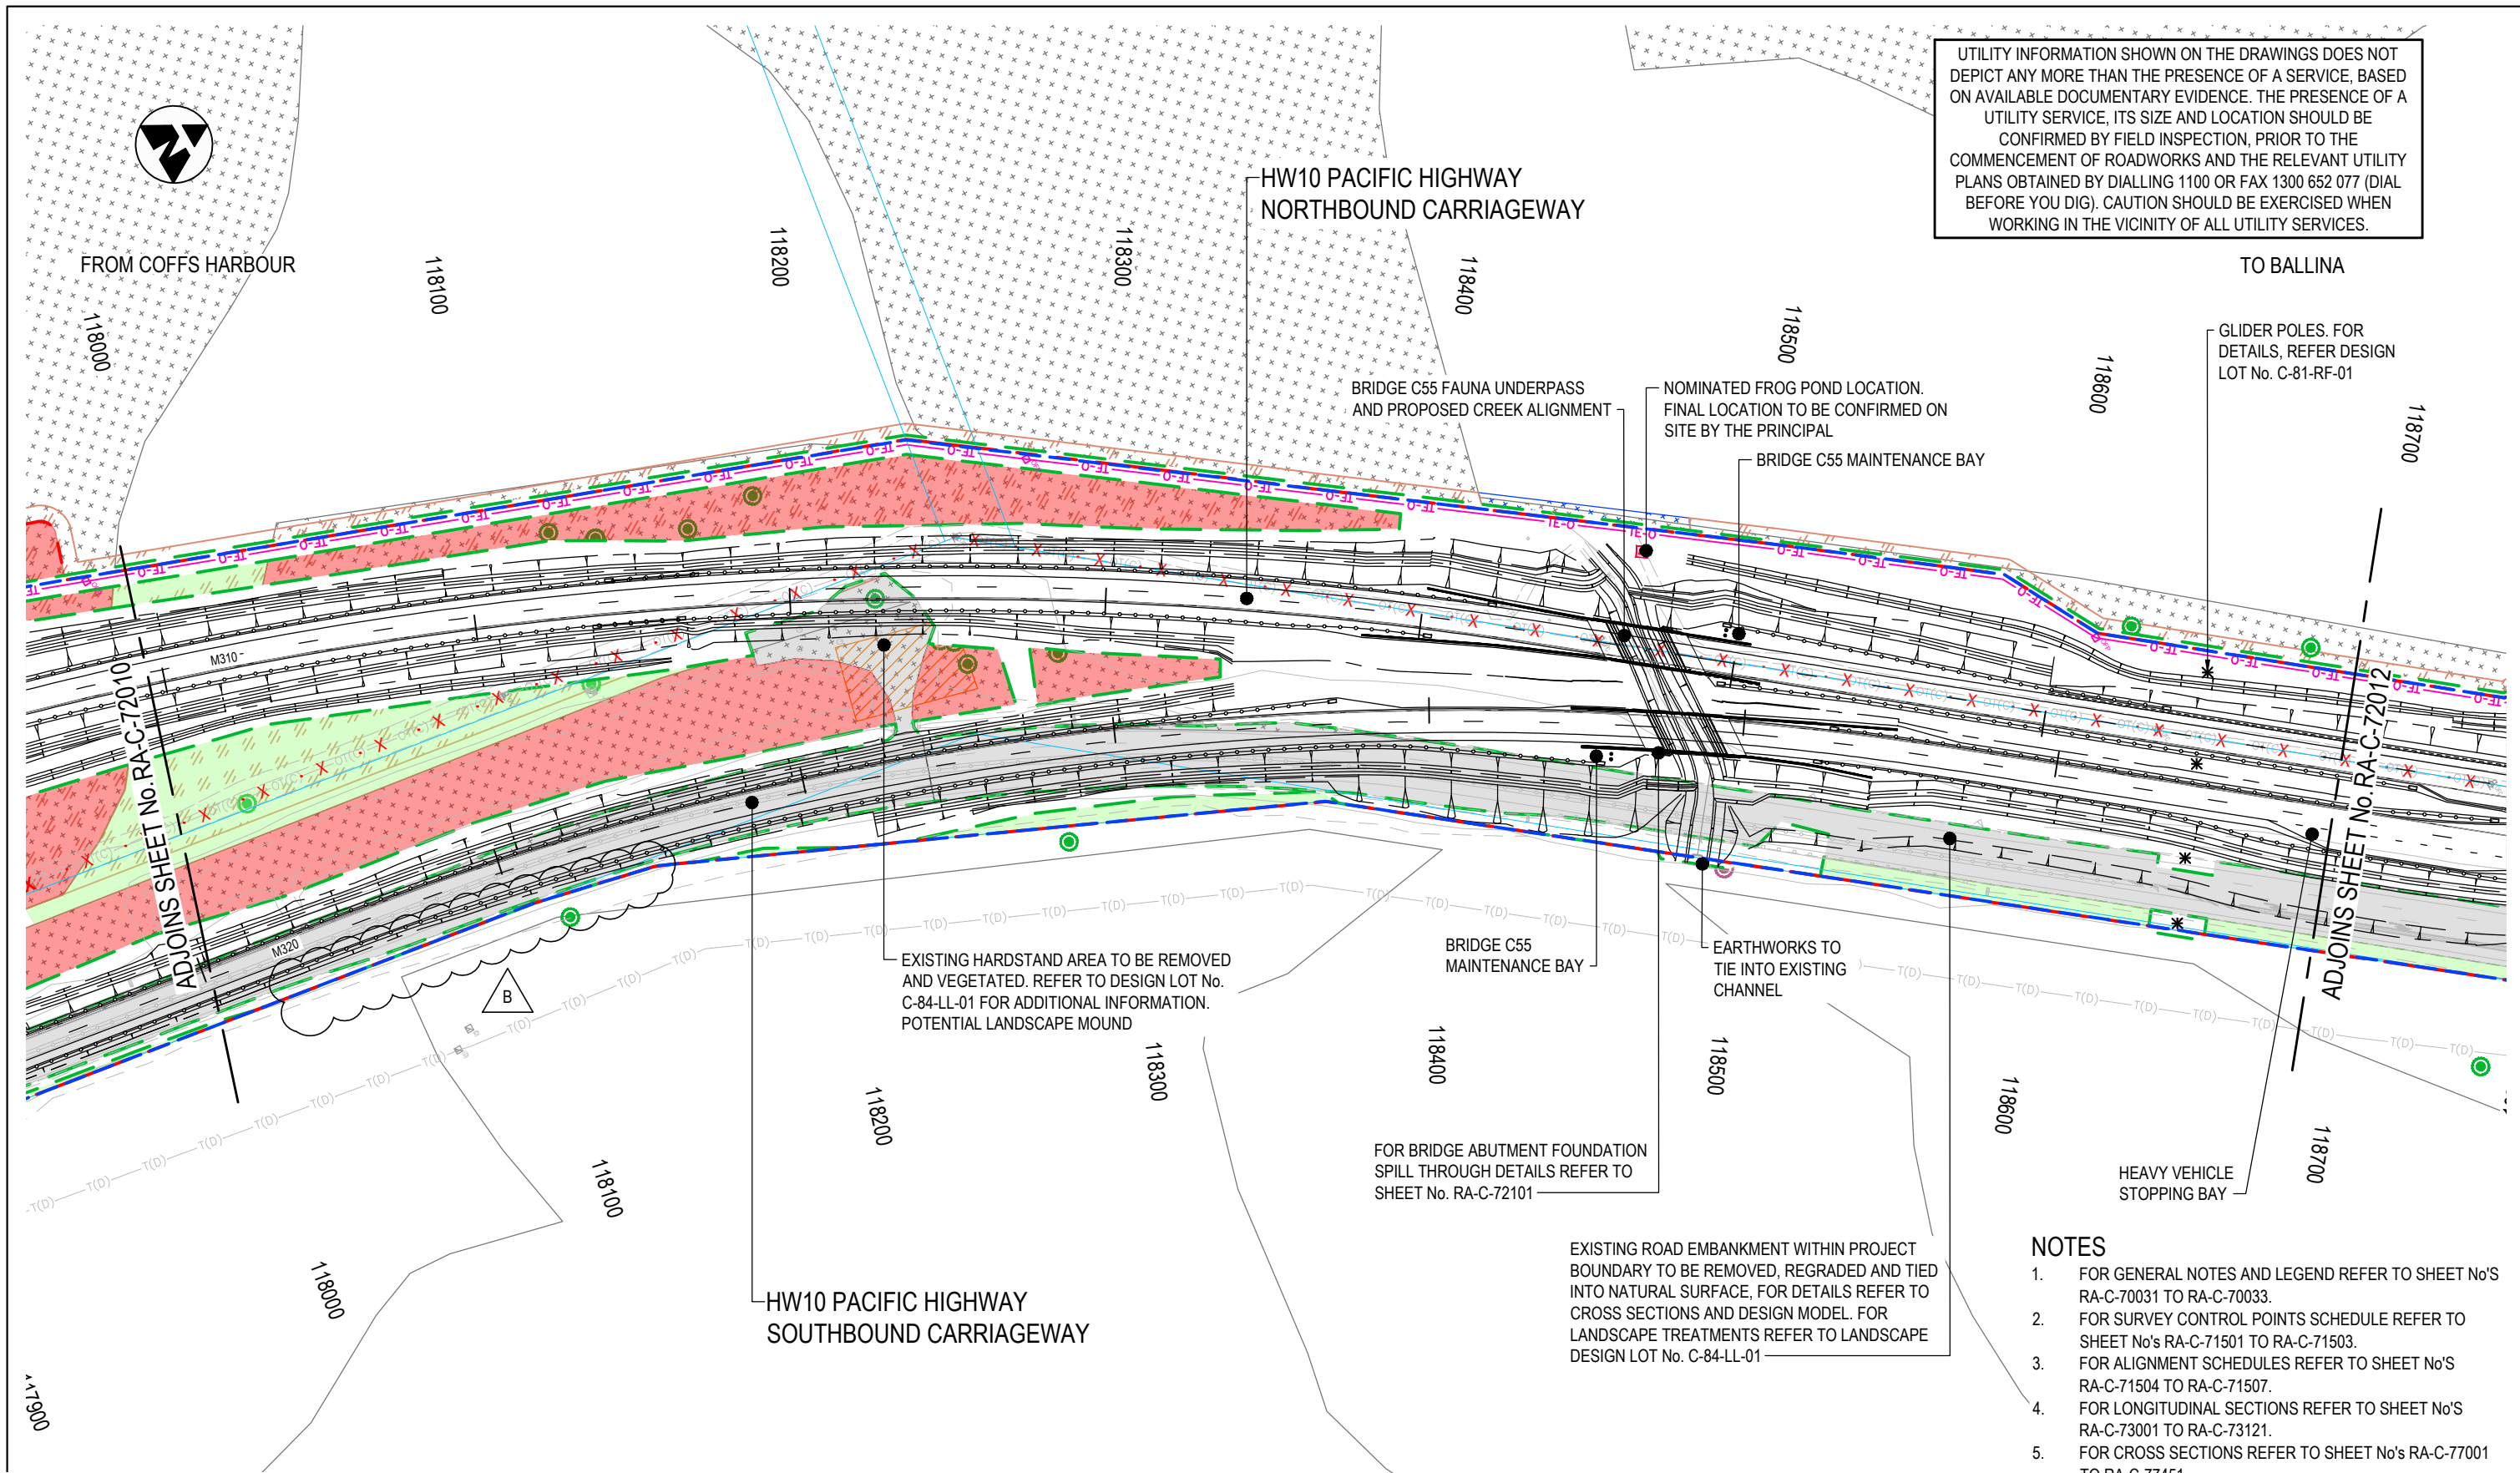 UTILITY INFORMATION SHOWN ON THE DRAWINGS DOES NOT
DEPICT ANY MORE THAN THE PRESENCE OF A SERVICE, BASED
ON AVAILABLE DOCUMENTARY EVIDENCE. THE PRESENCE OF A
UTILITY SERVICE, ITS SIZE AND LOCATION SHOULD BE
CONFIRMED BY FIELD INSPECTION, PRIOR TO THE
COMMENCEMENT OF ROADWORKS AND THE RELEVANT UTILITY
PLANS OBTAINED BY DIALLING 1100 OR FAX 1300 652 077 (DIAL
BEFORE YOU DIG). CAUTION SHOULD BE EXERCISED WHEN
WORKING IN THE VICINITY OF ALL UTILITY SERVICES.
FROM COFFS HARBOUR
TO BALLINA
HW10 PACIFIC HIGHWAY
NORTHBOUND CARRIAGEWAY
118000
118100
118200
118300
118400
118500
118600
118700
GLIDER POLES. FOR
DETAILS, REFER DESIGN
LOT No. C-81-RF-01
BRIDGE C55 FAUNA UNDERPASS
AND PROPOSED CREEK ALIGNMENT
NOMINATED FROG POND LOCATION.
FINAL LOCATION TO BE CONFIRMED ON
SITE BY THE PRINCIPAL
BRIDGE C55 MAINTENANCE BAY
ADJOINS SHEET No.RA-C-72010
M310
M320
ADJOINS SHEET No.RA-C-72012
B
EXISTING HARDSTAND AREA TO BE REMOVED
AND VEGETATED. REFER TO DESIGN LOT No.
C-84-LL-01 FOR ADDITIONAL INFORMATION.
POTENTIAL LANDSCAPE MOUND
BRIDGE C55
MAINTENANCE BAY
EARTHWORKS TO
TIE INTO EXISTING
CHANNEL
FOR BRIDGE ABUTMENT FOUNDATION
SPILL THROUGH DETAILS REFER TO
SHEET No. RA-C-72101
HEAVY VEHICLE
STOPPING BAY
EXISTING ROAD EMBANKMENT WITHIN PROJECT
BOUNDARY TO BE REMOVED, REGRADED AND TIED
INTO NATURAL SURFACE, FOR DETAILS REFER TO
CROSS SECTIONS AND DESIGN MODEL. FOR
LANDSCAPE TREATMENTS REFER TO LANDSCAPE
DESIGN LOT No. C-84-LL-01
HW10 PACIFIC HIGHWAY
SOUTHBOUND CARRIAGEWAY
118000
118100
118200
118300
118400
118500
118600
118700
NOTES
1. FOR GENERAL NOTES AND LEGEND REFER TO SHEET No'S
RA-C-70031 TO RA-C-70033.
2. FOR SURVEY CONTROL POINTS SCHEDULE REFER TO
SHEET No's RA-C-71501 TO RA-C-71503.
3. FOR ALIGNMENT SCHEDULES REFER TO SHEET No'S
RA-C-71504 TO RA-C-71507.
4. FOR LONGITUDINAL SECTIONS REFER TO SHEET No'S
RA-C-73001 TO RA-C-73121.
5. FOR CROSS SECTIONS REFER TO SHEET No's RA-C-77001